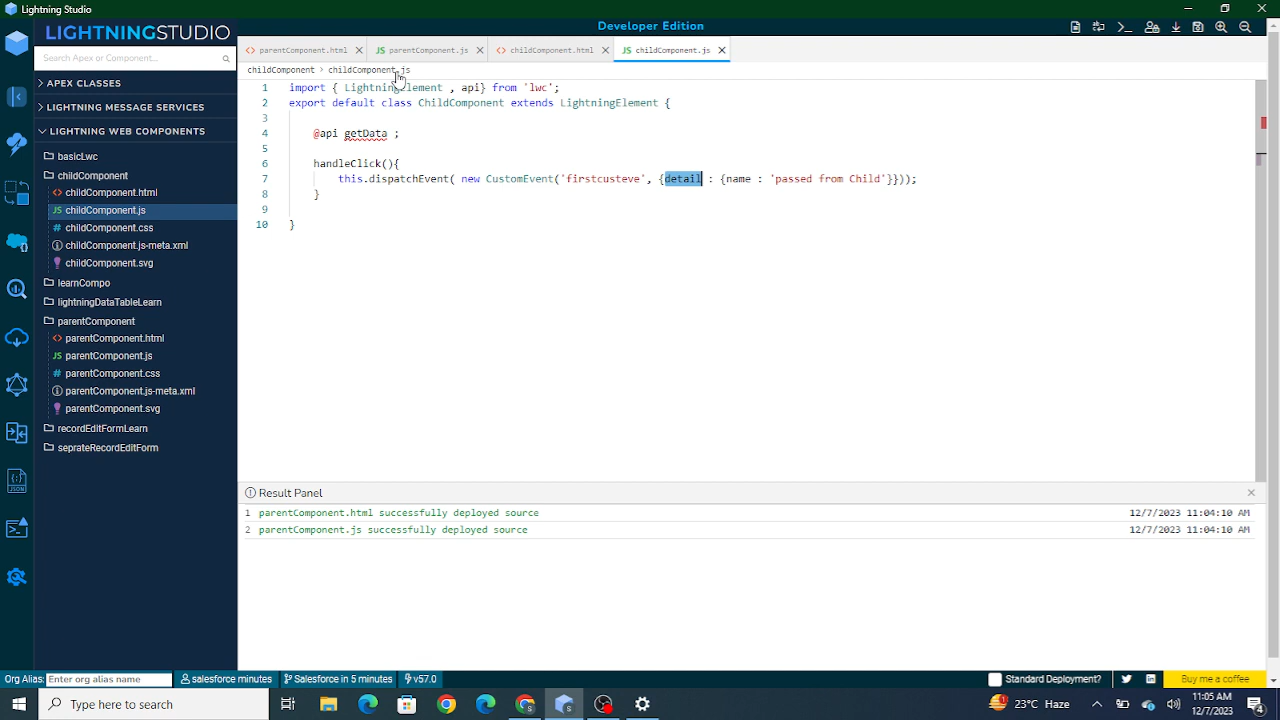 Lightning Studio
LIGHTNINGSTUDIO
Developer Edition
Search Apex or Component.js
APEX CLASSES
LIGHTNING MESSAGE SERVICES
LIGHTNING WEB COMPONENTS
basicLwc
childComponent
childComponent.html
JS childComponent.js
# childComponent.css
childComponent.js-meta.xml
childComponent.svg
learnCompo
lightningDataTableLearn
parentComponent
parentComponent.html
JS parentComponent.js
# parentComponent.css
parentComponent.js-meta.xml
parentComponent.svg
recordEditFormLearn
seprateRecordEditForm
parentComponent.html
JS parentComponent.js
childComponent.html
JS childComponent.js
childComponent > childComponent.js
1 import { LightningElement , api} from 'lwc';
2 export default class ChildComponent extends LightningElement {
3
4 @api getData ;
5
6 handleClick(){
7 this.dispatchEvent( new CustomEvent('firstcusteve', {detail : {name : 'passed from Child'}}));
8 }
9
10 }
Result Panel
1 parentComponent.html successfully deployed source 12/7/2023 11:04:10 AM
2 parentComponent.js successfully deployed source 12/7/2023 11:04:10 AM
Org Alias: Enter org alias name salesforce minutes Salesforce in 5 minutes v57.0 Standard Deployment? Buy me a coffee
Type here to search
23°C Haze
11:05 AM
12/7/2023
JSON
4